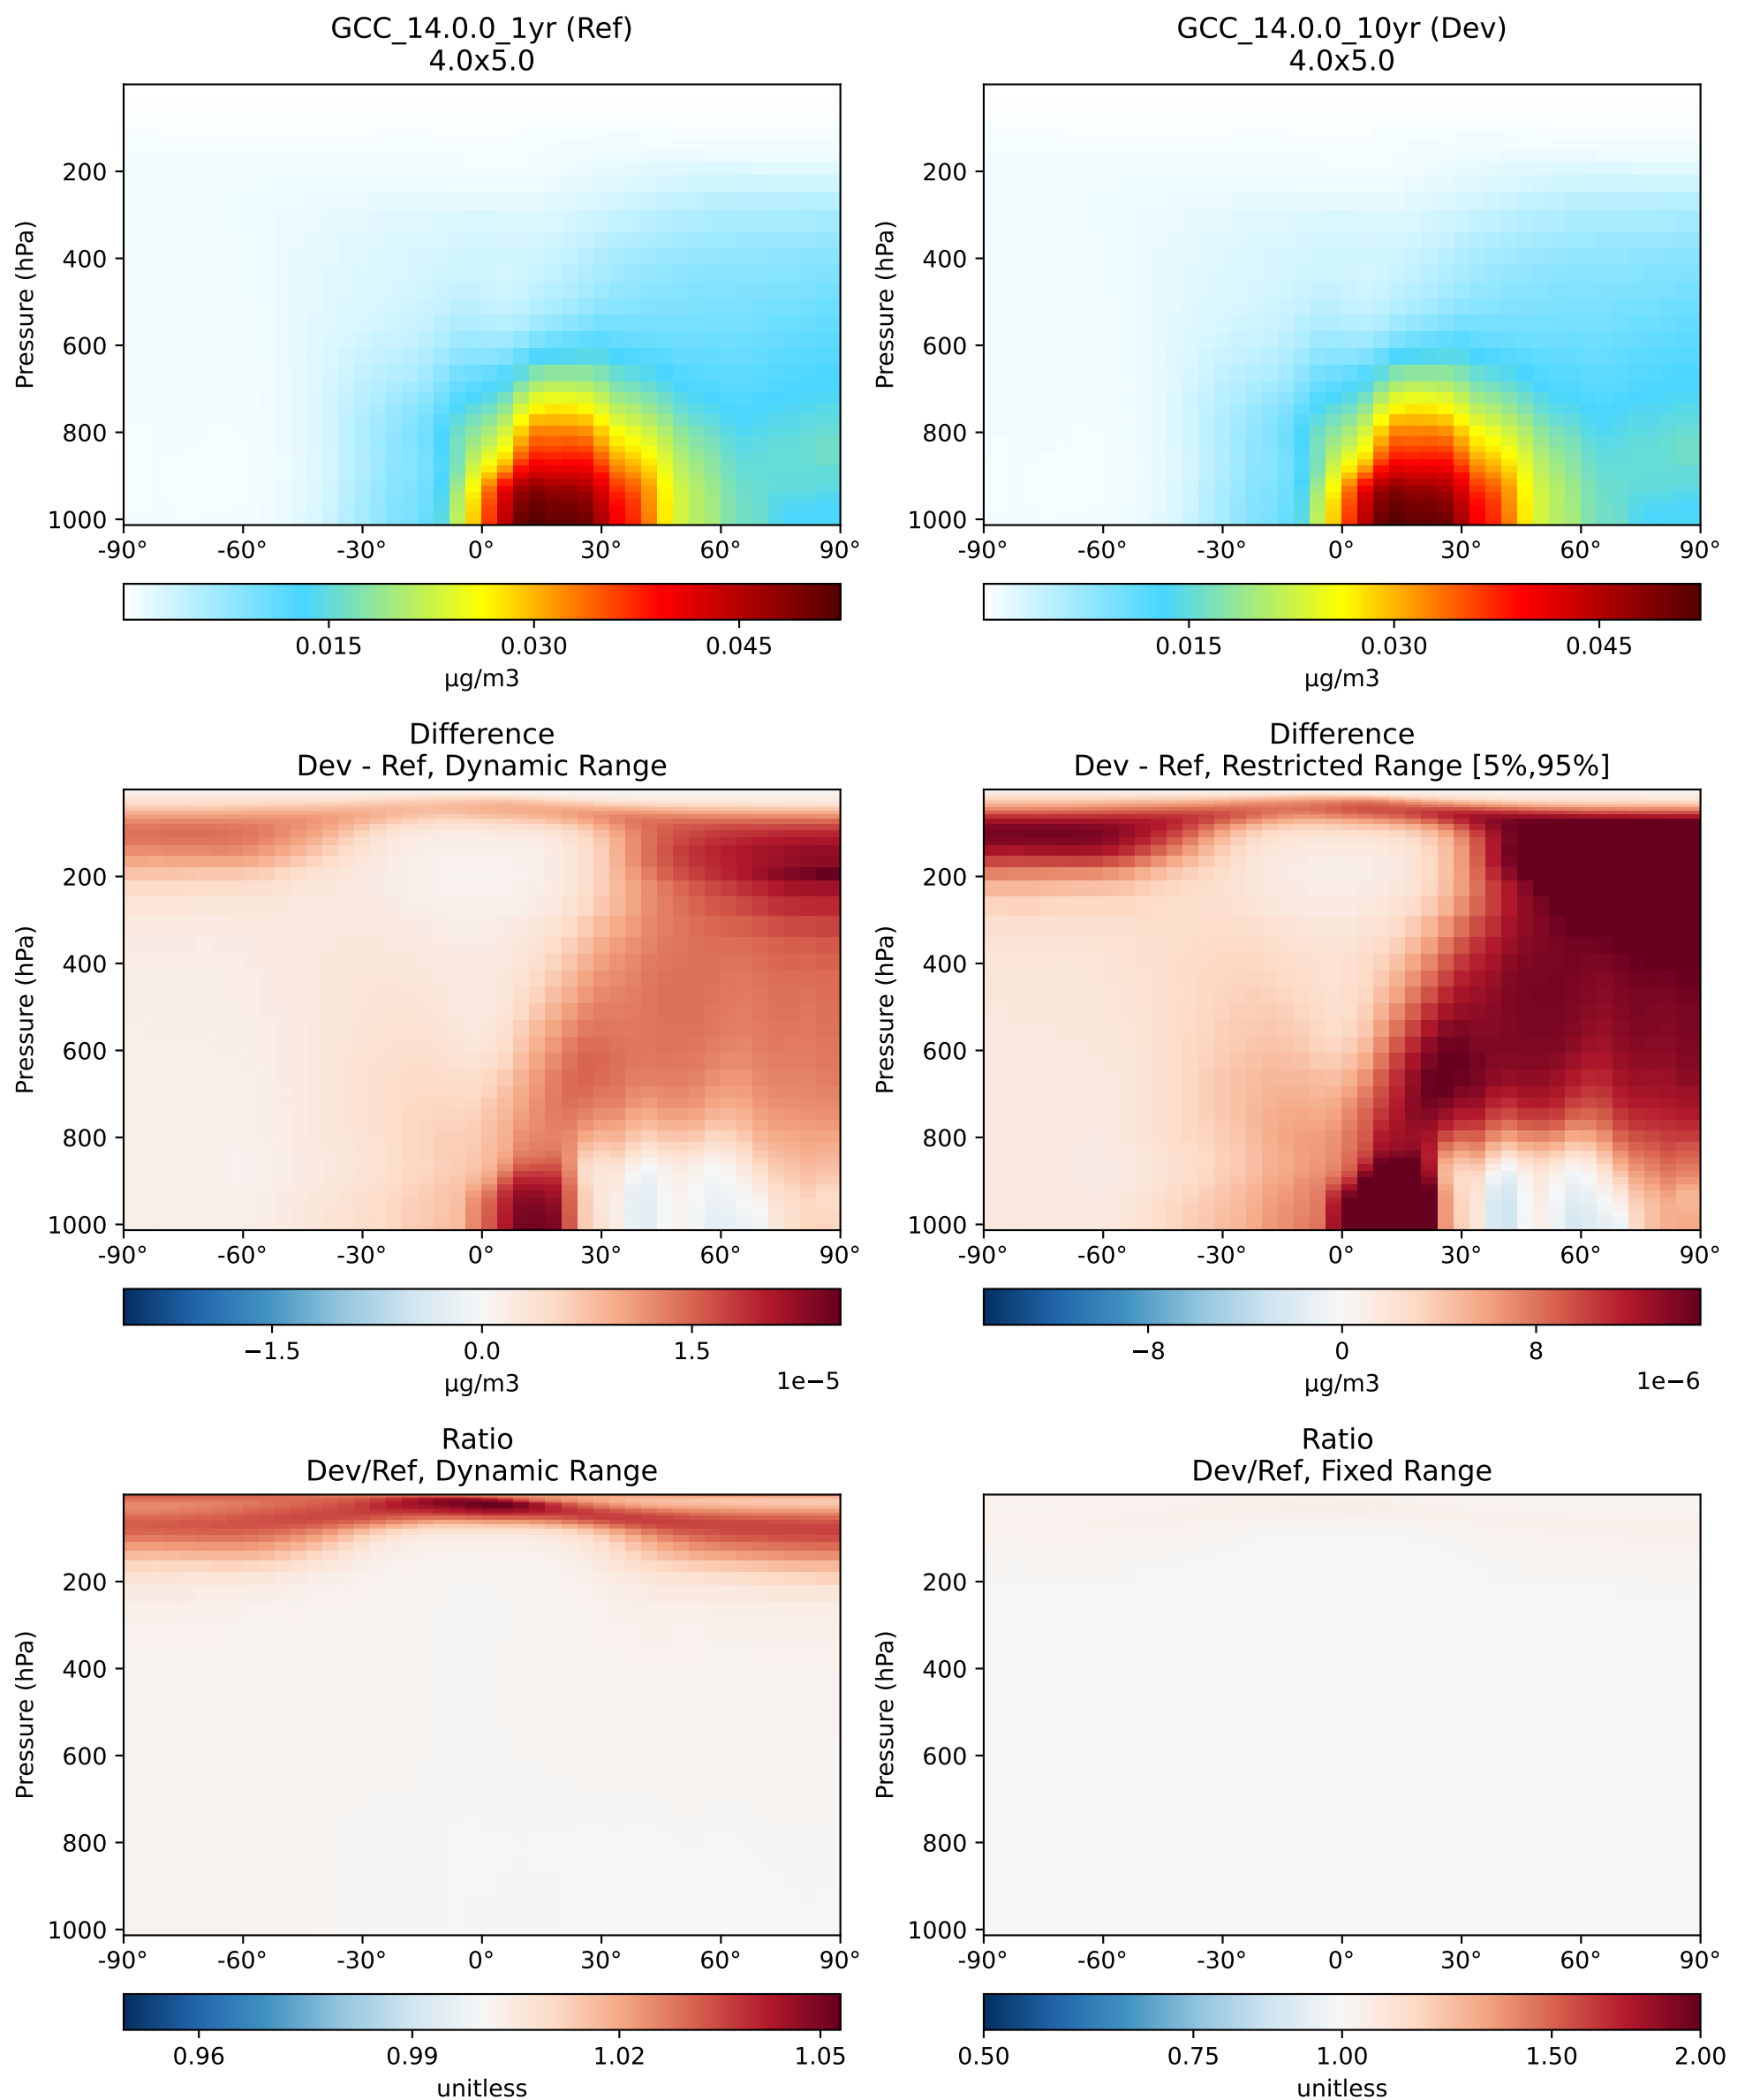 GCC_14.0.0_1yr (Ref)
4.0x5.0
Pressure (hPa)
200
400
600
800
1000
-90° -60° -30° 0° 30° 60° 90°
0.015 0.030 0.045
µg/m3
GCC_14.0.0_10yr (Dev)
4.0x5.0
Pressure (hPa)
200
400
600
800
1000
-90° -60° -30° 0° 30° 60° 90°
0.015 0.030 0.045
µg/m3
Difference
Dev - Ref, Dynamic Range
Pressure (hPa)
200
400
600
800
1000
-90° -60° -30° 0° 30° 60° 90°
−1.5 0.0 1.5
µg/m3 1e−5
Difference
Dev - Ref, Restricted Range [5%,95%]
Pressure (hPa)
200
400
600
800
1000
-90° -60° -30° 0° 30° 60° 90°
−8 0 8
µg/m3 1e−6
Ratio
Dev/Ref, Dynamic Range
Pressure (hPa)
200
400
600
800
1000
-90° -60° -30° 0° 30° 60° 90°
0.96 0.99 1.02 1.05
unitless
Ratio
Dev/Ref, Fixed Range
Pressure (hPa)
200
400
600
800
1000
-90° -60° -30° 0° 30° 60° 90°
0.50 0.75 1.00 1.50 2.00
unitless